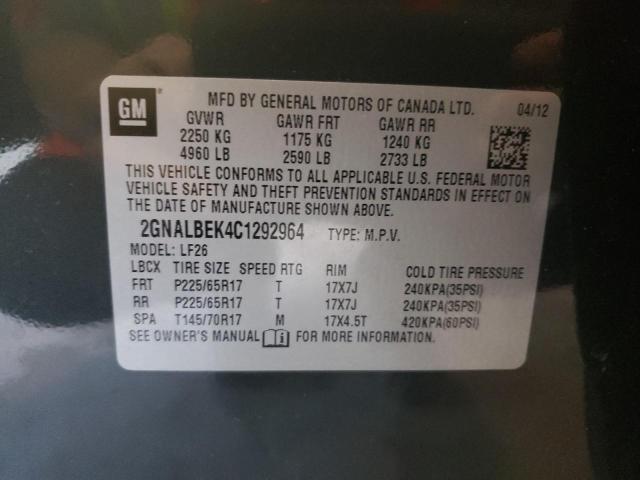 GM
MFD BY GENERAL MOTORS OF CANADA LTD. 04/12
GVWR GAWR FRT GAWR RR
2250 KG 1175 KG 1240 KG
4960 LB 2590 LB 2733 LB
THIS VEHICLE CONFORMS TO ALL APPLICABLE U.S. FEDERAL MOTOR
VEHICLE SAFETY AND THEFT PREVENTION STANDARDS IN EFFECT
ON THE DATE OF MANUFACTURE SHOWN ABOVE.
2GNALBEK4C1292964 TYPE: M.P.V.
MODEL: LF26
LBCX TIRE SIZE SPEED RTG RIM COLD TIRE PRESSURE
FRT P225/65R17 T 17X7J 240KPA(35PSI)
RR P225/65R17 T 17X7J 240KPA(35PSI)
SPA T145/70R17 M 17X4.5T 420KPA(60PSI)
SEE OWNER'S MANUAL i FOR MORE INFORMATION.